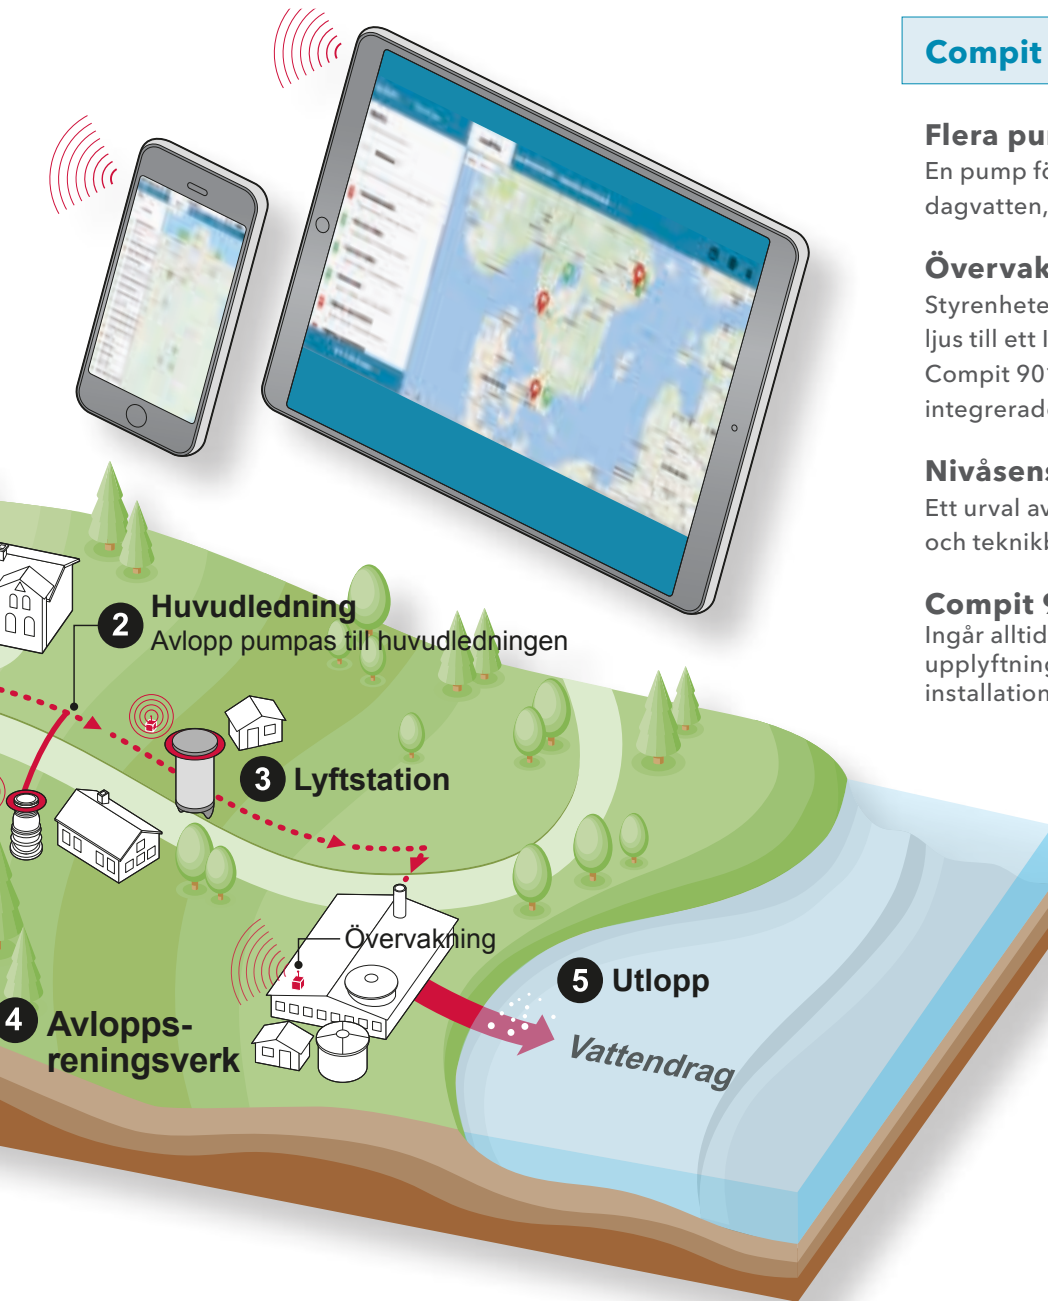 Compit
Flera pu
En pump fö
dagvatten,
Övervak
Styrenhete
ljus till ett l
Compit 901
integrerade
Nivåsens
Ett urval av
och teknikb
Compit 9
Ingår alltid
upplyftning
installation
2 Huvudledning
Avlopp pumpas till huvudledningen
3 Lyftstation
Övervakning
4 Avlopps-
reningsverk
5 Utlopp
Vattendrag